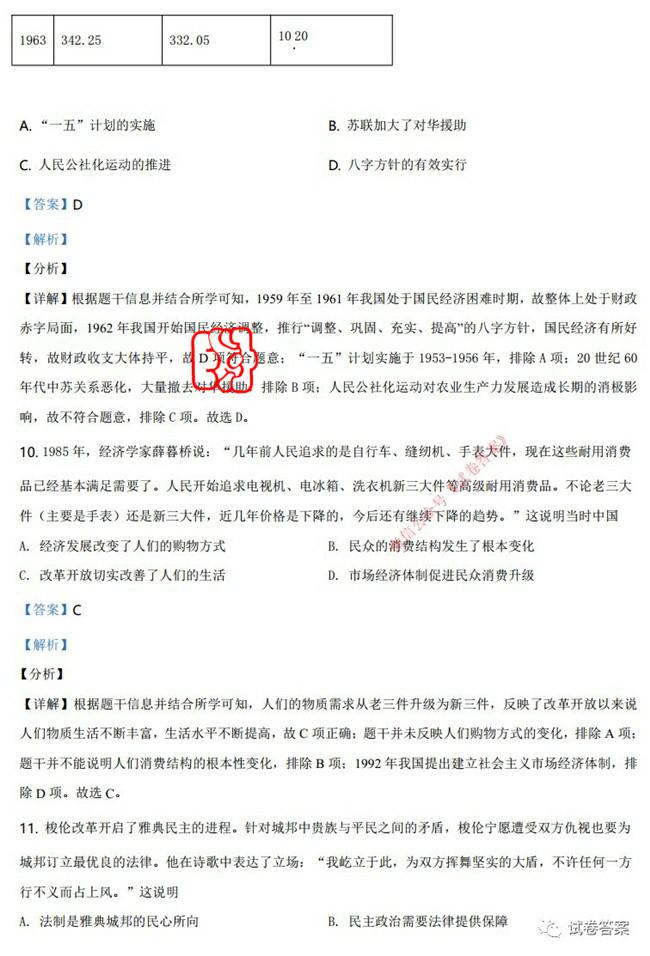 1963 342.25 332.05 10.20
A. “一五”计划的实施 B. 苏联加大了对华援助
C. 人民公社化运动的推进 D. 八字方针的有效实行
【答案】D
【解析】
【分析】
【详解】根据题干信息并结合所学可知，1959 年至 1961 年我国处于国民经济困难时期，故整体上处于财政
赤字局面，1962 年我国开始国民经济调整，推行“调整、巩固、充实、提高”的八字方针，国民经济有所好
转，故财政收支大体持平，故 D 项符合题意；“一五”计划实施于 1953-1956 年，排除 A 项；20 世纪 60
年代中苏关系恶化，大量撤去对华援助，排除 B 项；人民公社化运动对农业生产力发展造成长期的消极影
响，故不符合题意，排除 C 项。故选 D。
10. 1985 年，经济学家薛暮桥说：“几年前人民追求的是自行车、缝纫机、手表大件，现在这些耐用消费
品已经基本满足需要了。人民开始追求电视机、电冰箱、洗衣机新三大件等高级耐用消费品。不论老三大
件（主要是手表）还是新三大件，近几年价格是下降的，今后还有继续下降的趋势。”这说明当时中国
A. 经济发展改变了人们的购物方式 B. 民众的消费结构发生了根本变化
C. 改革开放切实改善了人们的生活 D. 市场经济体制促进民众消费升级
【答案】C
【解析】
【分析】
【详解】根据题干信息并结合所学可知，人们的物质需求从老三件升级为新三件，反映了改革开放以来说
人们物质生活不断丰富，生活水平不断提高，故 C 项正确；题干并未反映人们购物方式的变化，排除 A 项；
题干并不能说明人们消费结构的根本性变化，排除 B 项；1992 年我国提出建立社会主义市场经济体制，排
除 D 项。故选 C。
11. 梭伦改革开启了雅典民主的进程。针对城邦中贵族与平民之间的矛盾，梭伦宁愿遭受双方仇视也要为
城邦订立最优良的法律。他在诗歌中表达了立场：“我屹立于此，为双方挥舞坚实的大盾，不许任何一方
行不义而占上风。”这说明
A. 法制是雅典城邦的民心所向 B. 民主政治需要法律提供保障
微信公众号《试卷答案》
试卷答案